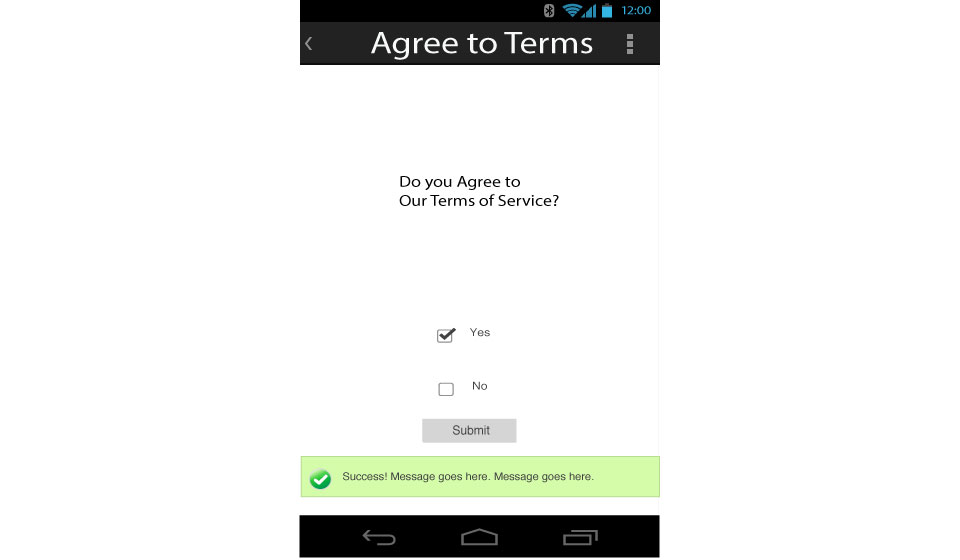 12:00
Agree to Terms
Do you Agree to
Our Terms of Service?
Yes
No
Submit
Success! Message goes here. Message goes here.